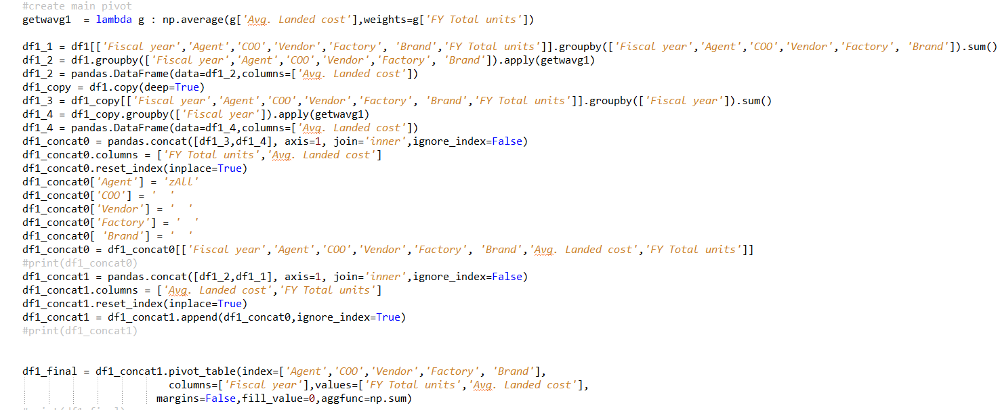 #create main pivot
getwavg1  = lambda g : np.average(g['Avg. Landed cost'],weights=g['FY Total units'])
df1_1 = df1[['Fiscal year','Agent','COO','Vendor','Factory', 'Brand','FY Total units']].groupby(['Fiscal year','Agent','COO','Vendor','Factory', 'Brand']).sum()
df1_2 = df1.groupby(['Fiscal year','Agent','COO','Vendor','Factory', 'Brand']).apply(getwavg1)
df1_2 = pandas.DataFrame(data=df1_2,columns=['Avg. Landed cost'])
df1_copy = df1.copy(deep=True)
df1_3 = df1_copy[['Fiscal year','Agent','COO','Vendor','Factory', 'Brand','FY Total units']].groupby(['Fiscal year']).sum()
df1_4 = df1_copy.groupby(['Fiscal year']).apply(getwavg1)
df1_4 = pandas.DataFrame(data=df1_4,columns=['Avg. Landed cost'])
df1_concat0 = pandas.concat([df1_3,df1_4], axis=1, join='inner',ignore_index=False)
df1_concat0.columns = ['FY Total units','Avg. Landed cost']
df1_concat0.reset_index(inplace=True)
df1_concat0['Agent'] = 'zAll'
df1_concat0['COO'] = '  '
df1_concat0['Vendor'] = '  '
df1_concat0['Factory'] = '  '
df1_concat0[ 'Brand'] = '  '
df1_concat0 = df1_concat0[['Fiscal year','Agent','COO','Vendor','Factory', 'Brand','Avg. Landed cost','FY Total units']]
#print(df1_concat0)
df1_concat1 = pandas.concat([df1_2,df1_1], axis=1, join='inner',ignore_index=False)
df1_concat1.columns = ['Avg. Landed cost','FY Total units']
df1_concat1.reset_index(inplace=True)
df1_concat1 = df1_concat1.append(df1_concat0,ignore_index=True)
#print(df1_concat1)
df1_final = df1_concat1.pivot_table(index=['Agent','COO','Vendor','Factory', 'Brand'],
columns=['Fiscal year'],values=['FY Total units','Avg. Landed cost'],
margins=False,fill_value=0,aggfunc=np.sum)